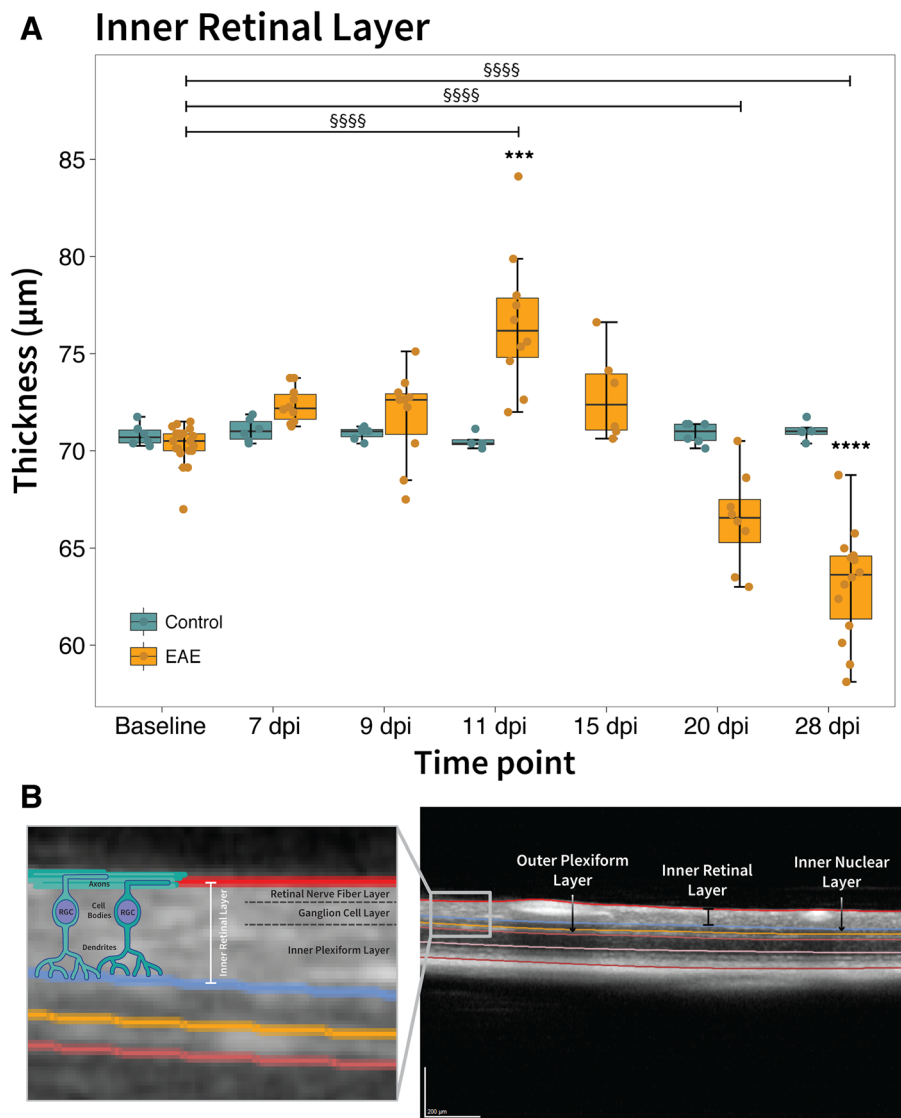 A
Inner Retinal Layer
§§§§
§§§§
§§§§
***
****
85
80
75
70
65
60
Thickness (μm)
Control
EAE
Baseline
7 dpi
9 dpi
11 dpi
15 dpi
20 dpi
28 dpi
Time point
B
Axons
Cell
Bodies
RGC
RGC
Dendrites
Inner Retinal Layer
Retinal Nerve Fiber Layer
Ganglion Cell Layer
Inner Plexiform Layer
Outer Plexiform
Layer
Inner Retinal
Layer
Inner Nuclear
Layer
200 μm